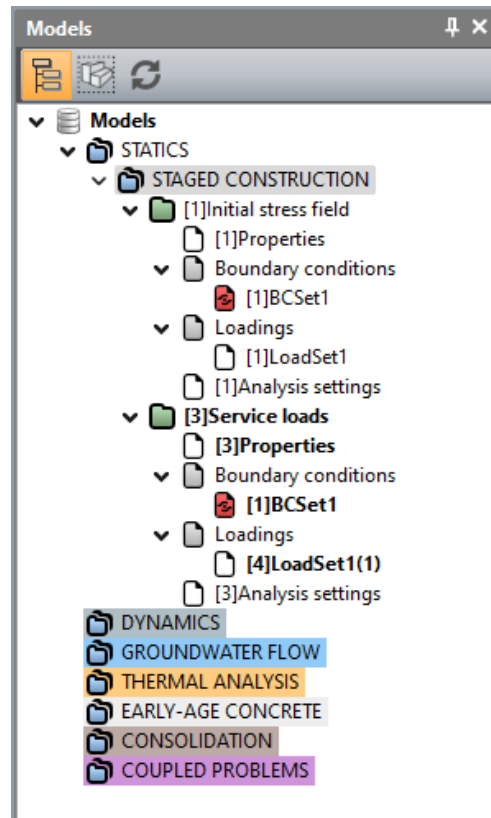 Models
Models
STATICS
STAGED CONSTRUCTION
[1]Initial stress field
[1]Properties
Boundary conditions
[1]BCSet1
Loadings
[1]LoadSet1
[1]Analysis settings
[3]Service loads
[3]Properties
Boundary conditions
[1]BCSet1
Loadings
[4]LoadSet1(1)
[3]Analysis settings
DYNAMICS
GROUNDWATER FLOW
THERMAL ANALYSIS
EARLY-AGE CONCRETE
CONSOLIDATION
COUPLED PROBLEMS